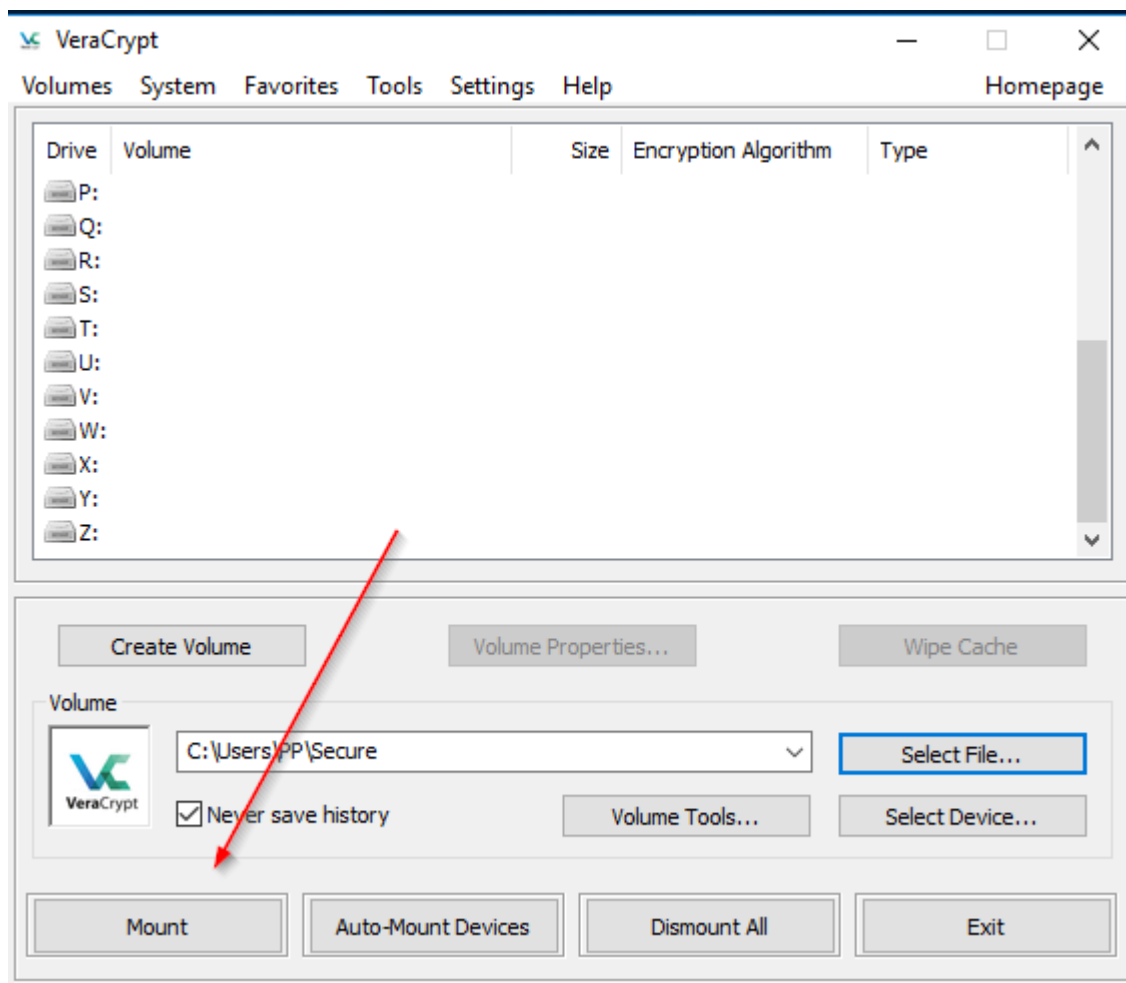 VeraCrypt
Volumes System Favorites Tools Settings Help Homepage
Drive Volume Size Encryption Algorithm Type
P:
Q:
R:
S:
T:
U:
V:
W:
X:
Y:
Z:
Create Volume Volume Properties... Wipe Cache
Volume
C:\Users\PP\Secure Select File...
VeraCrypt
Never save history Volume Tools... Select Device...
Mount Auto-Mount Devices Dismount All Exit